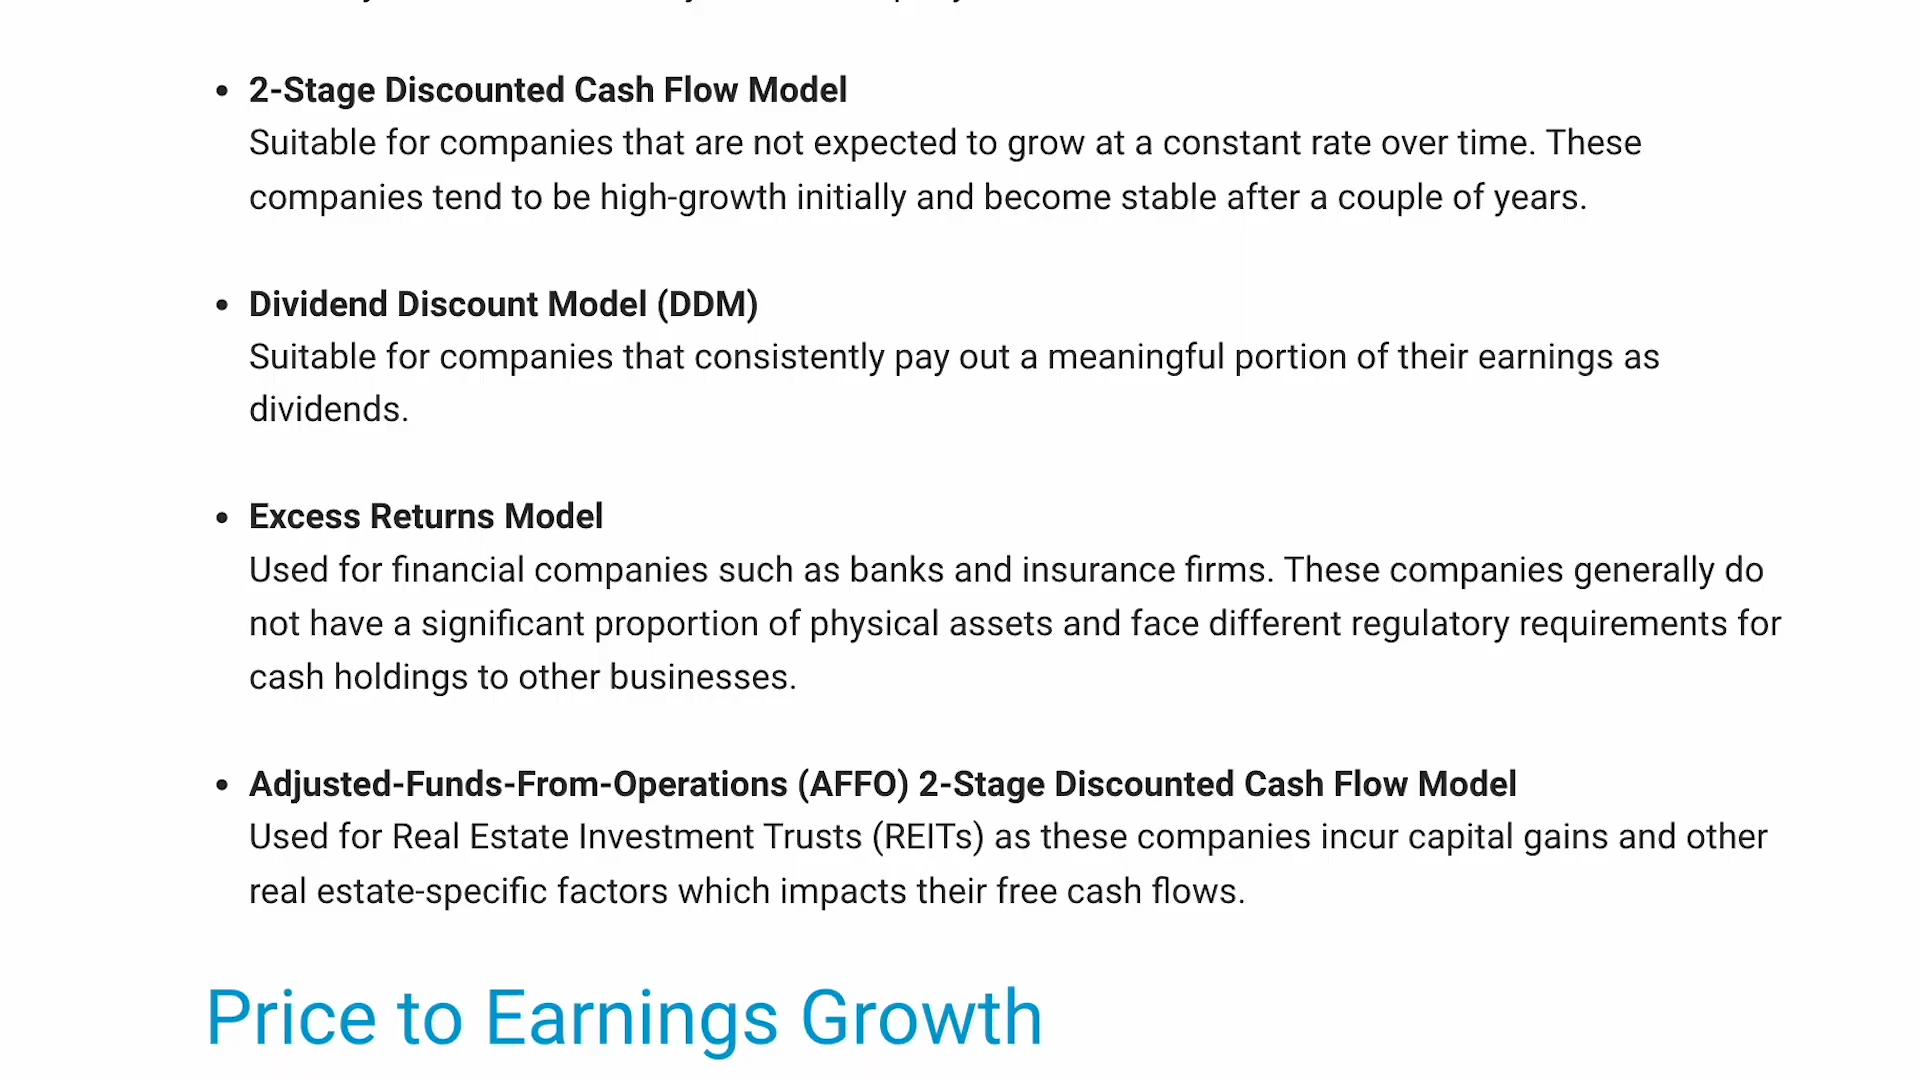 2-Stage Discounted Cash Flow Model
Suitable for companies that are not expected to grow at a constant rate over time. These
companies tend to be high-growth initially and become stable after a couple of years.
Dividend Discount Model (DDM)
Suitable for companies that consistently pay out a meaningful portion of their earnings as
dividends.
Excess Returns Model
Used for financial companies such as banks and insurance firms. These companies generally do
not have a significant proportion of physical assets and face different regulatory requirements for
cash holdings to other businesses.
Adjusted-Funds-From-Operations (AFFO) 2-Stage Discounted Cash Flow Model
Used for Real Estate Investment Trusts (REITs) as these companies incur capital gains and other
real estate-specific factors which impacts their free cash flows.
Price to Earnings Growth